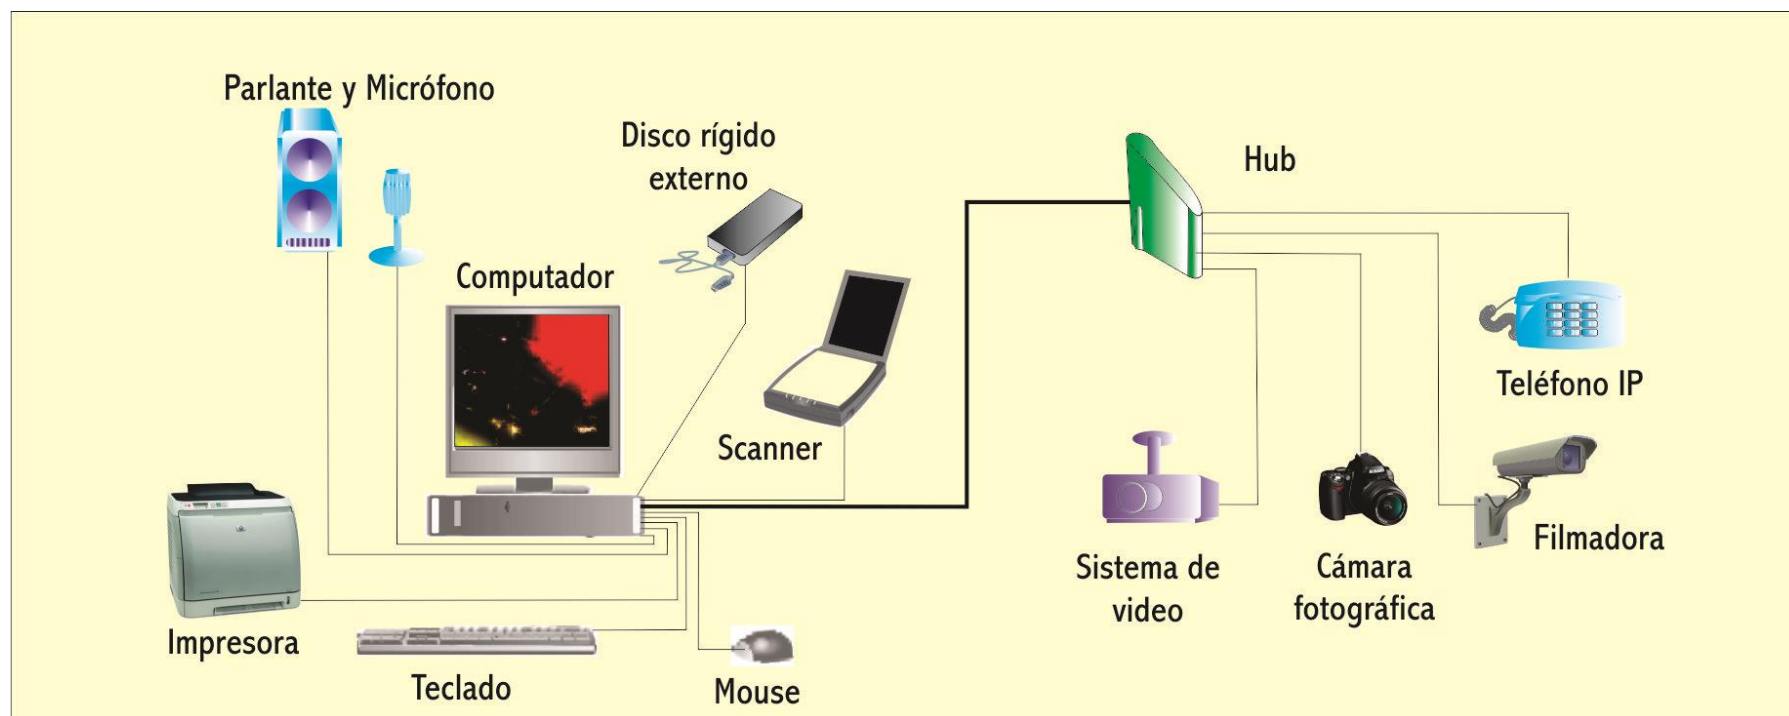 Parlante y Micrófono
Disco rígido
externo
Hub
Computador
Teléfono IP
Scanner
Filmadora
Sistema de
video
Cámara
fotográfica
Impresora
Teclado
Mouse